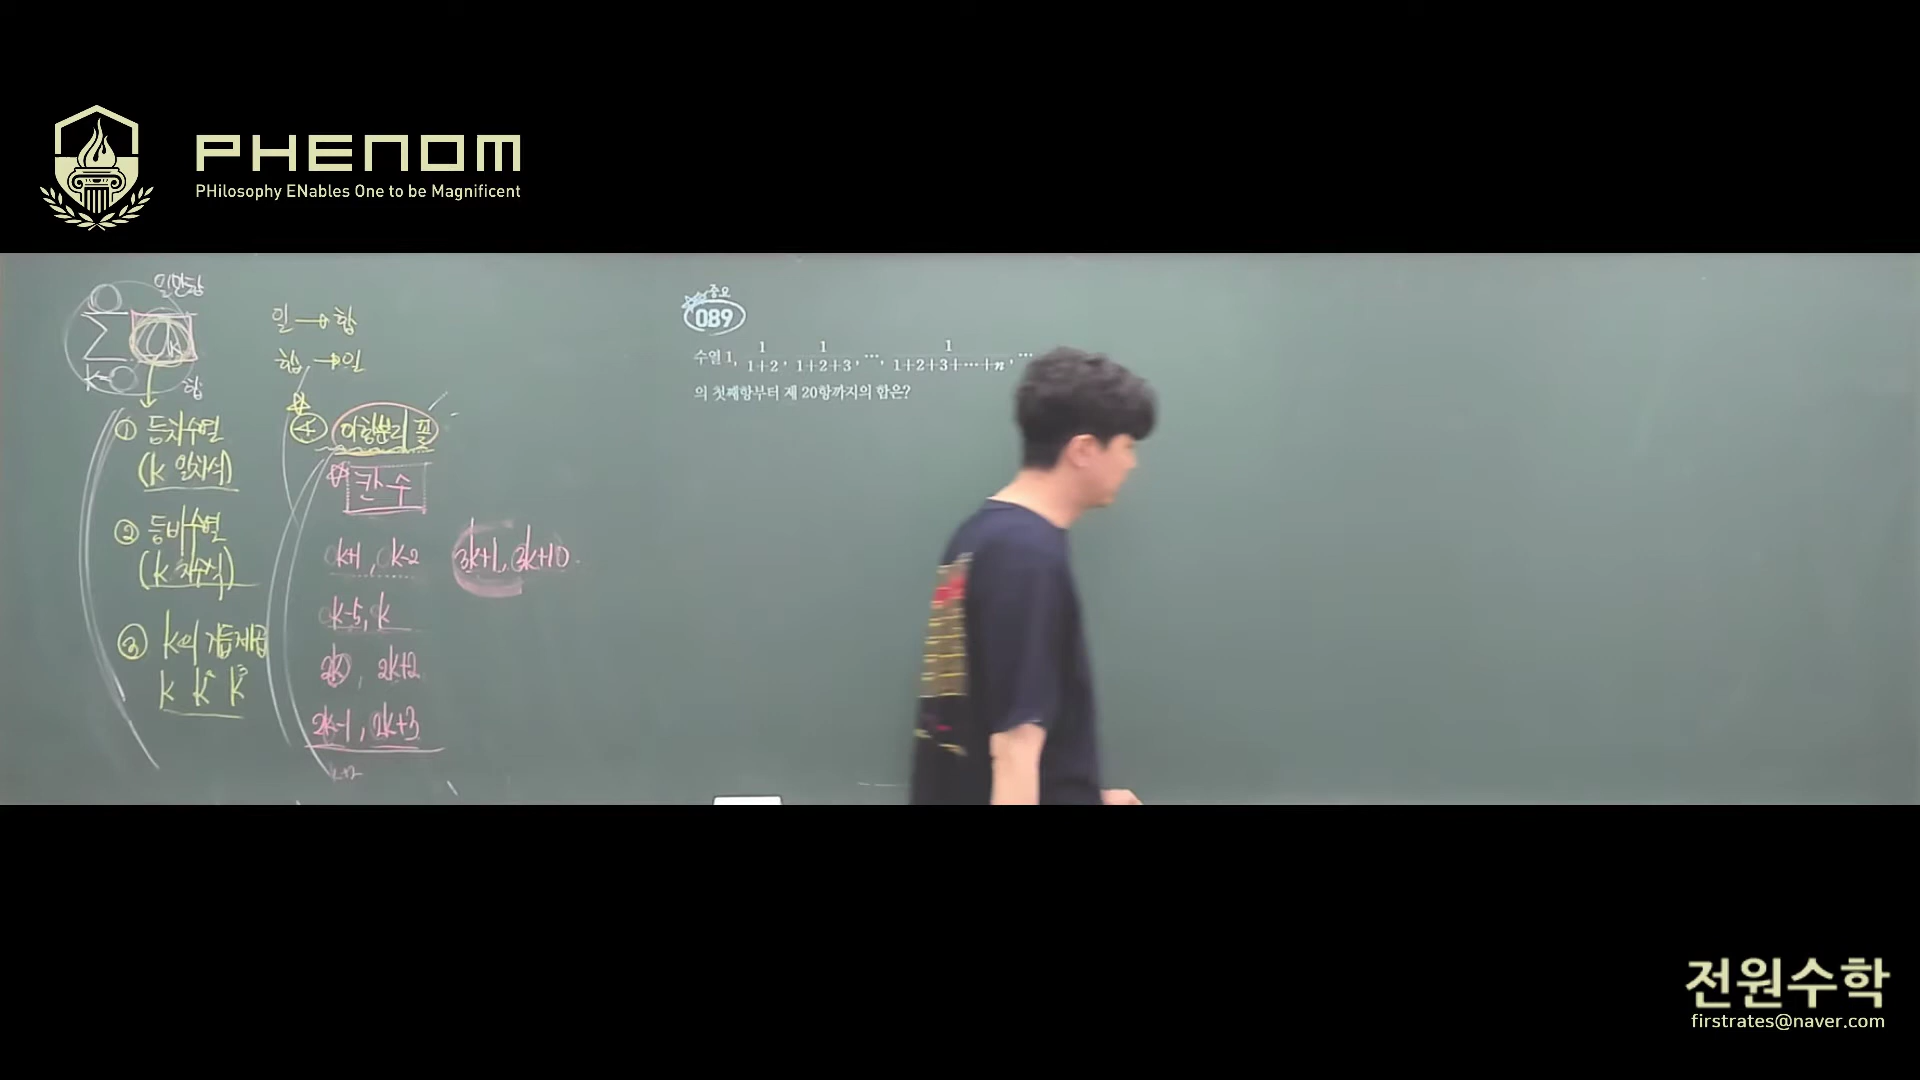 PHENOM
PHilosophy ENables One to be Magnificent
일반항
∑ a_k
k=
합
일→합
합→일
① 등차수열
(k 일차식)
② 등비수열
(k 지수식)
③ k의 거듭제곱
k k² k³
④ 이항분리 꼴
칸 수
k+1, k-2
3k+1, 3k+10
k-5, k
2k, 2k+2
2k-1, 2k+3
중요
089
수열 1, 1/1+2, 1/1+2+3, ⋯, 1/1+2+3+⋯+n, ⋯
의 첫째항부터 제 20항까지의 합은?
전원수학
firstrates@naver.com